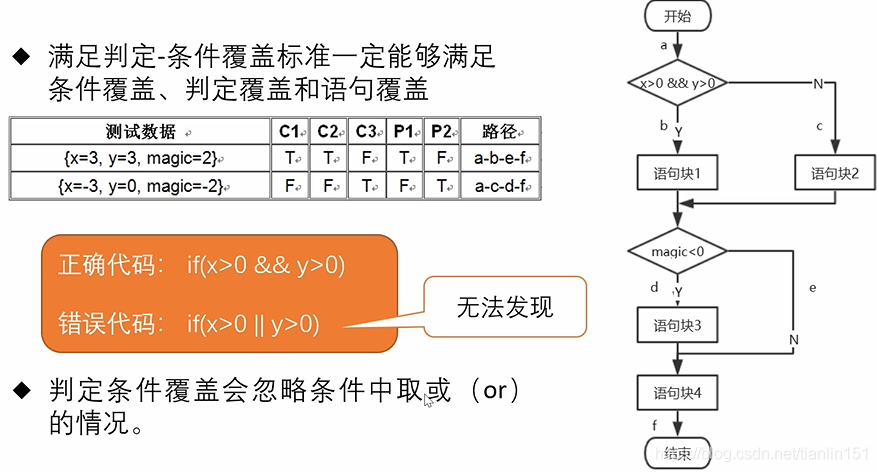 满足判定-条件覆盖标准一定能够满足
条件覆盖、判定覆盖和语句覆盖
测试数据 C1 C2 C3 P1 P2 路径
{x=3, y=3, magic=2} T T F T F a-b-e-f
{x=-3, y=0, magic=-2} F F T F T a-c-d-f
正确代码： if(x>0 && y>0)
错误代码： if(x>0 || y>0)
无法发现
判定条件覆盖会忽略条件中取或（or）
的情况。
开始
a
x>0 && y>0
N
b
Y
c
语句块1
语句块2
magic<0
d
Y
e
语句块3
N
语句块4
f
结束
https://blog.csdn.net/tianlin151